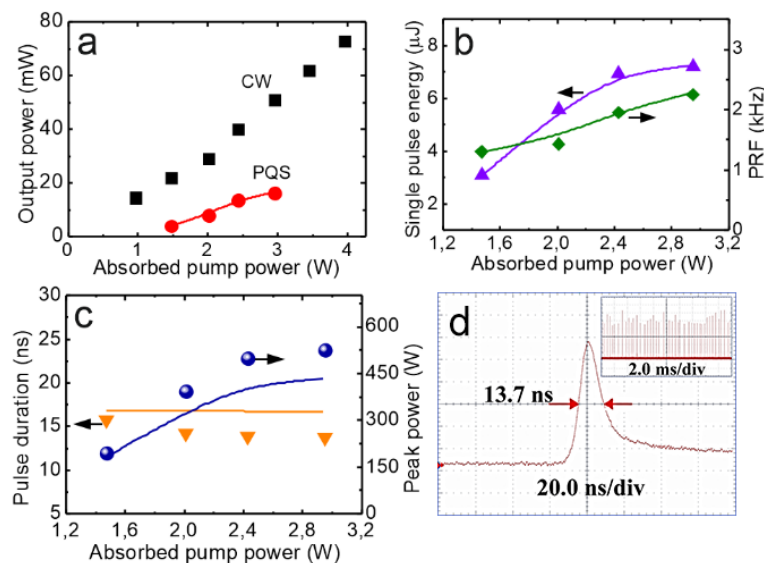 a
CW
PQS
80
60
40
20
0
0 1 2 3 4
Output power (mW)
Absorbed pump power (W)
b
8
6
4
2
3
2
1
0
1,2 1,6 2,0 2,4 2,8 3,2
Single pulse energy (µJ)
PRF (kHz)
Absorbed pump power (W)
c
30
25
20
15
10
5
600
450
300
150
0
1,2 1,6 2,0 2,4 2,8 3,2
Pulse duration (ns)
Peak power (W)
Absorbed pump power (W)
d
2.0 ms/div
13.7 ns
20.0 ns/div